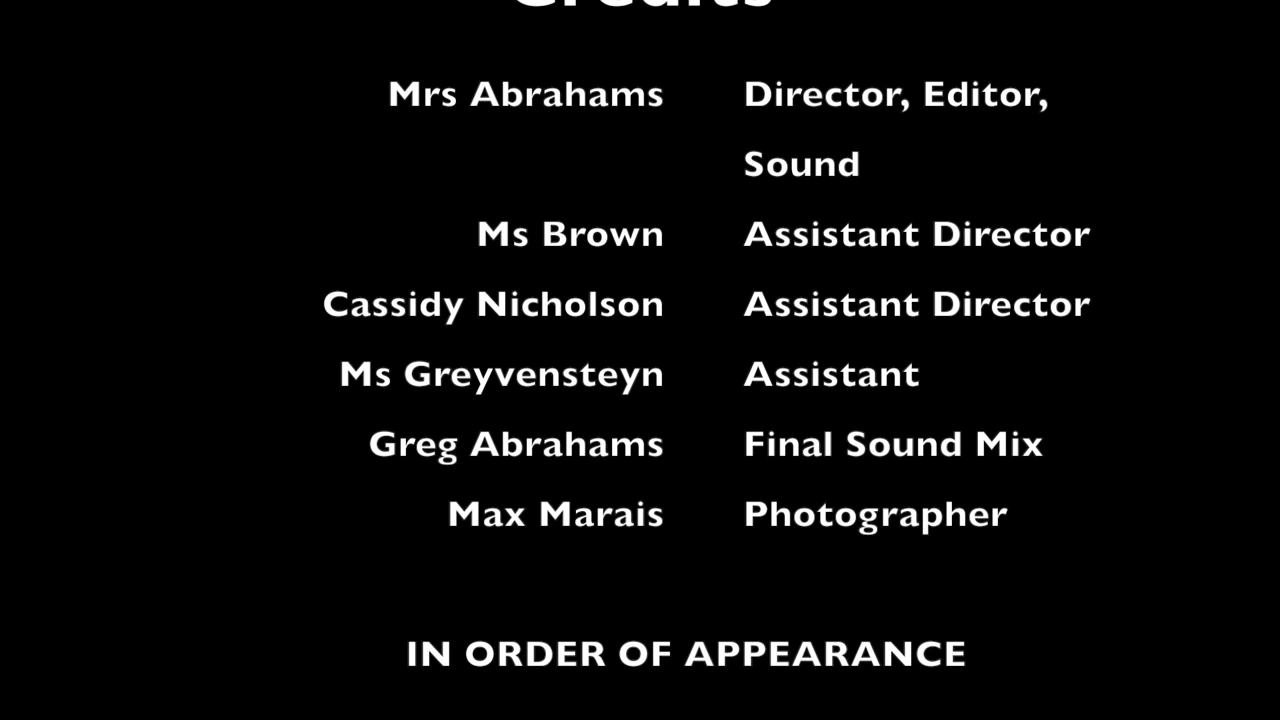 Credits
Mrs Abrahams Director, Editor,
Sound
Ms Brown Assistant Director
Cassidy Nicholson Assistant Director
Ms Greyvensteyn Assistant
Greg Abrahams Final Sound Mix
Max Marais Photographer
IN ORDER OF APPEARANCE